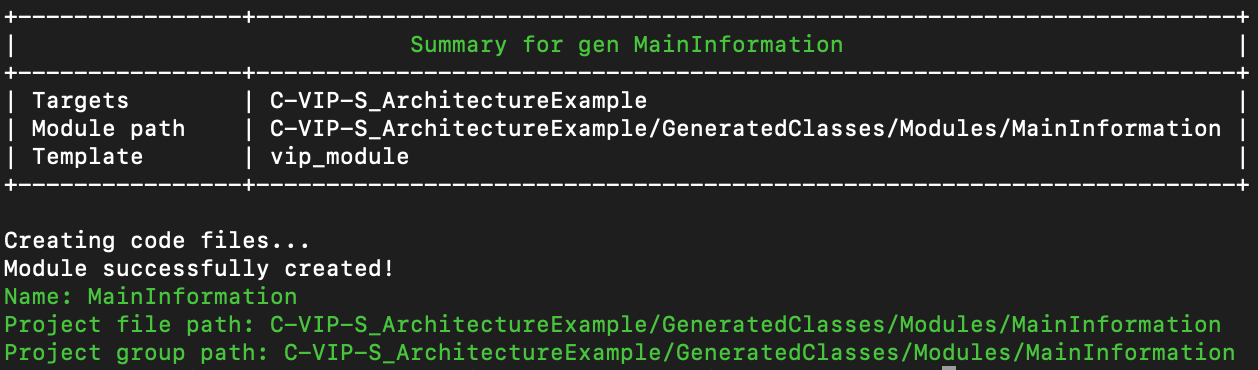 +----------------+----------------------------------------------------------------------+
|                            Summary for gen MainInformation                            |
+----------------+----------------------------------------------------------------------+
| Targets        | C-VIP-S_ArchitectureExample                                          |
| Module path    | C-VIP-S_ArchitectureExample/GeneratedClasses/Modules/MainInformation |
| Template       | vip_module                                                           |
+----------------+----------------------------------------------------------------------+
Creating code files...
Module successfully created!
Name: MainInformation
Project file path: C-VIP-S_ArchitectureExample/GeneratedClasses/Modules/MainInformation
Project group path: C-VIP-S_ArchitectureExample/GeneratedClasses/Modules/MainInformation